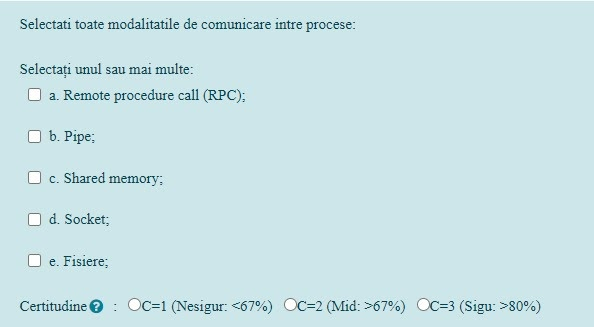 Selectati toate modalitatile de comunicare intre procese:
Selectați unul sau mai multe:
a. Remote procedure call (RPC);
b. Pipe;
c. Shared memory;
d. Socket;
e. Fisiere;
Certitudine ? : C=1 (Nesigur: <67%) C=2 (Mid: >67%) C=3 (Sigu: >80%)